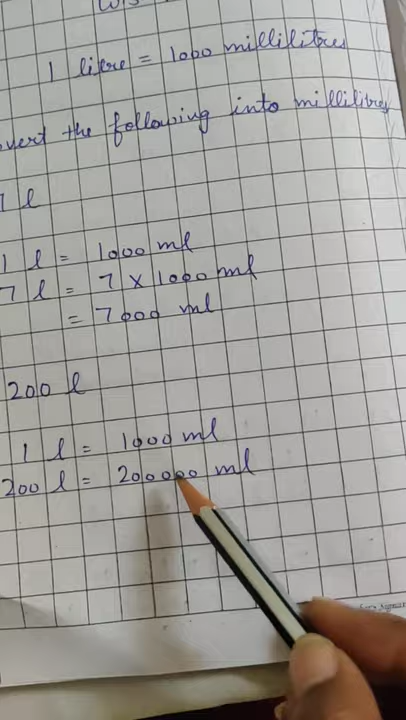 1 litre = 1000 millilitres
the following into millilitres
7 l
1 l = 1000 ml
7 l = 7 x 1000 ml
= 7000 ml
200 l
1 l = 1000 ml
200 l = 200000 ml